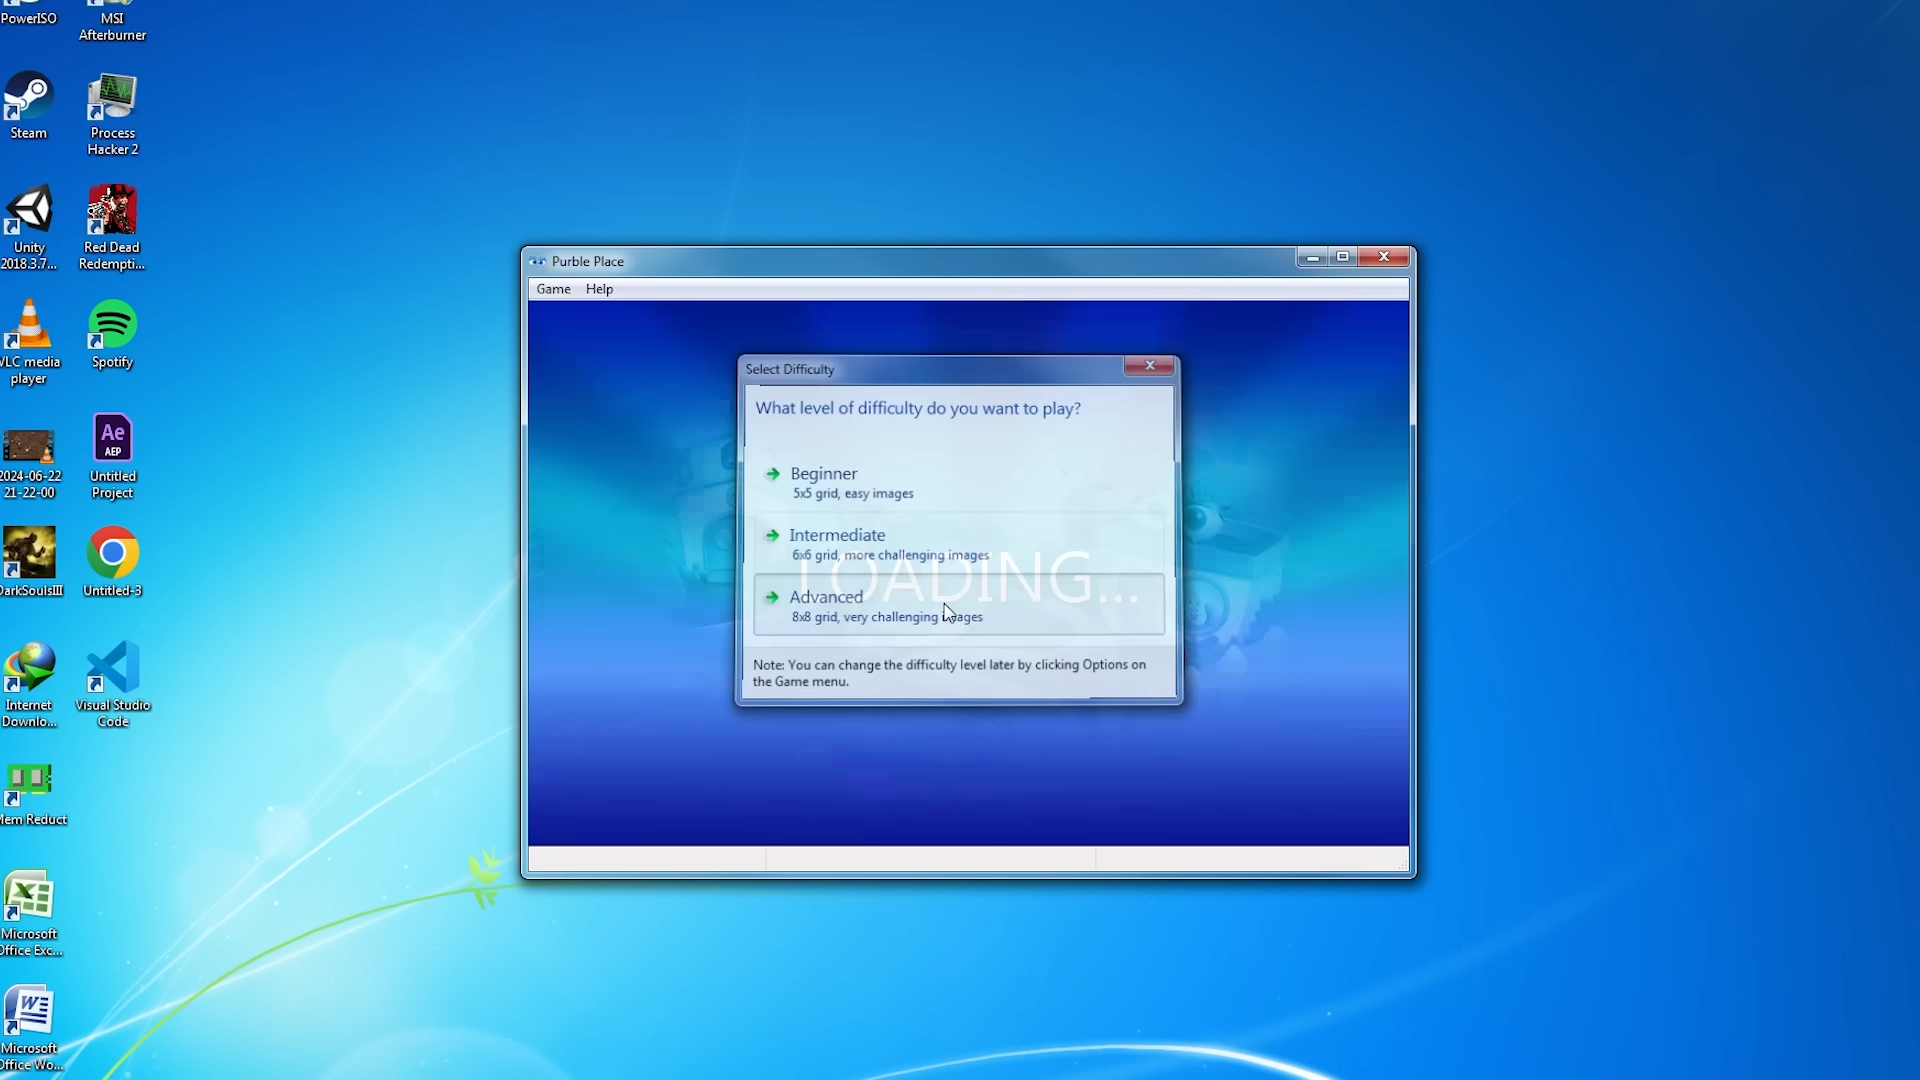 PowerISO
MSI
Afterburner
Steam
Process
Hacker 2
Unity
2018.3.7...
Red Dead
Redempti...
VLC media
player
Spotify
2024-06-22
21-22-00
Ae
AEP
Untitled
Project
DarkSoulsIII
Untitled-3
Internet
Downlo...
Visual Studio
Code
Mem Reduct
Microsoft
Office Exc...
Microsoft
Office Wo...
Purble Place
Game Help
Select Difficulty
What level of difficulty do you want to play?
Beginner
5x5 grid, easy images
Intermediate
6x6 grid, more challenging images
LOADING...
Advanced
8x8 grid, very challenging images
Note: You can change the difficulty level later by clicking Options on
the Game menu.